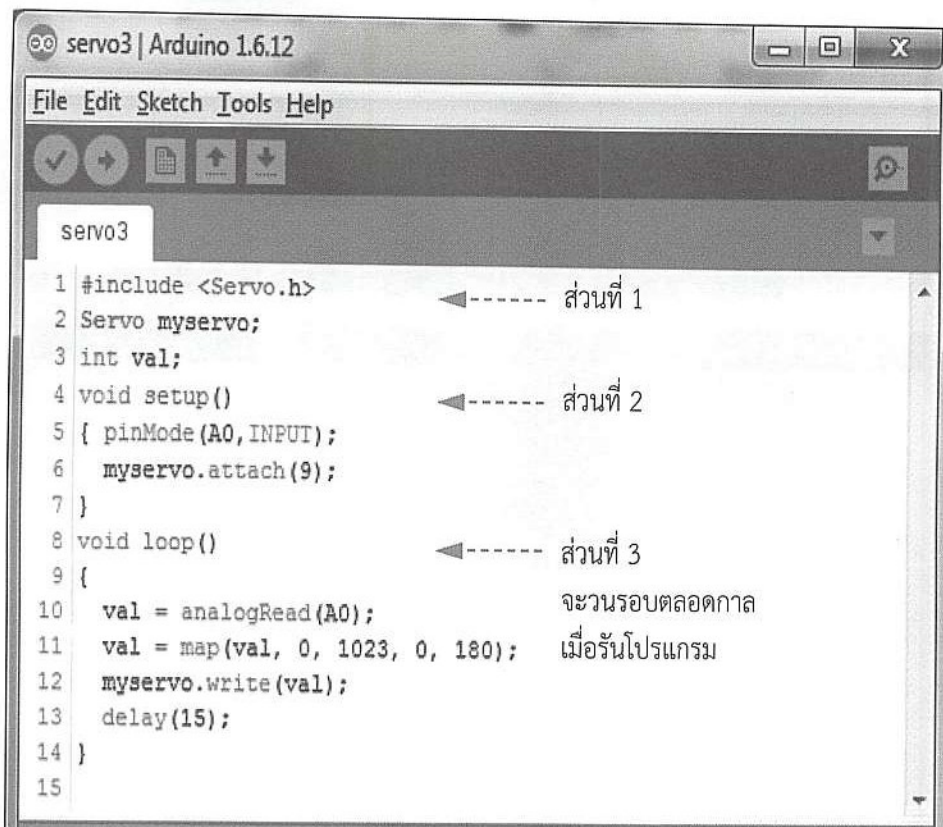 servo3 | Arduino 1.6.12
File Edit Sketch Tools Help
servo3
1 #include <Servo.h> ส่วนที่ 1
2 Servo myservo;
3 int val;
4 void setup() ส่วนที่ 2
5 { pinMode(A0,INPUT);
6 myservo.attach(9);
7 }
8 void loop() ส่วนที่ 3
9 {
จะวนรอบตลอดกาล
10 val = analogRead(A0);
11 val = map(val, 0, 1023, 0, 180); เมื่อรันโปรแกรม
12 myservo.write(val);
13 delay(15);
14 }
15